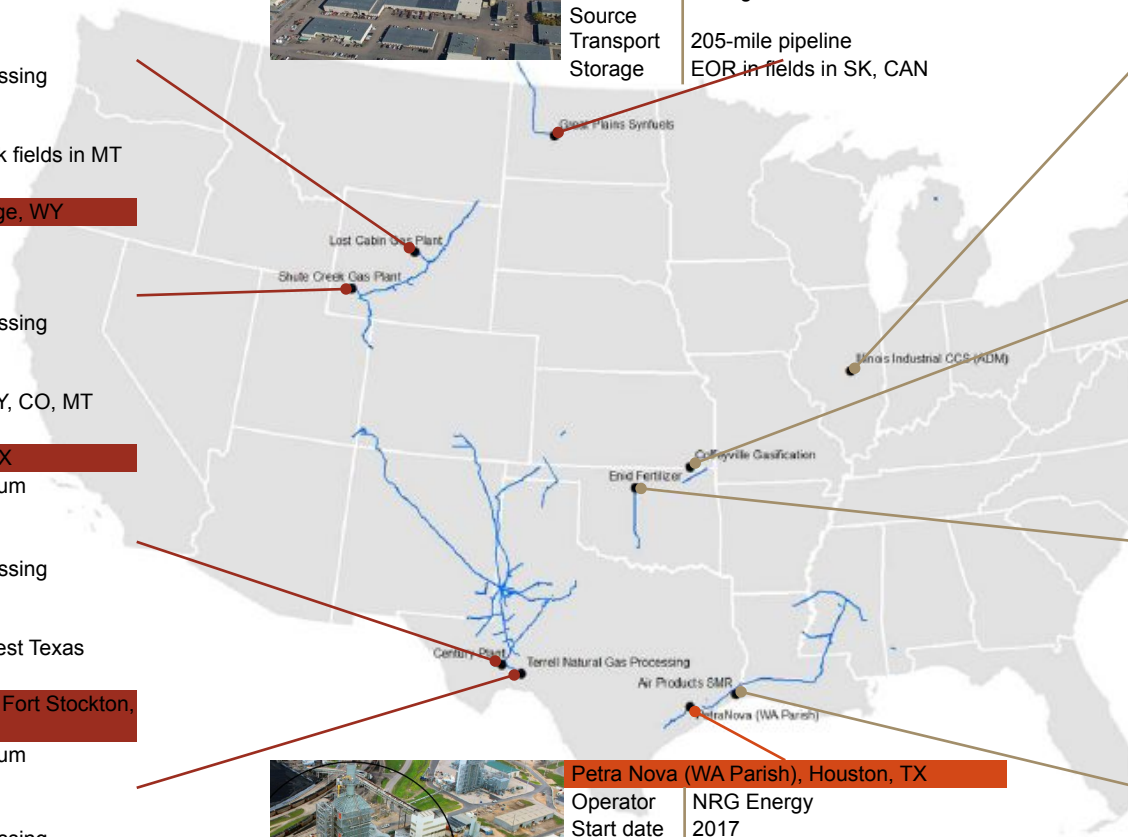 Source
Transport 205-mile pipeline
Storage EOR in fields in SK, CAN
ssing
k fields in MT
ge, WY
ssing
Y, CO, MT
X
um
ssing
est Texas
Fort Stockton,
um
Great Plains Synfuels
Lost Cabin Gas Plant
Shute Creek Gas Plant
Illinois Industrial CCS (ADM)
Coffeyville Gasification
Enid Fertilizer
Century Plant
Terrell Natural Gas Processing
Air Products SMR
PetraNova (WA Parish)
Petra Nova (WA Parish), Houston, TX
Operator NRG Energy
Start date 2017